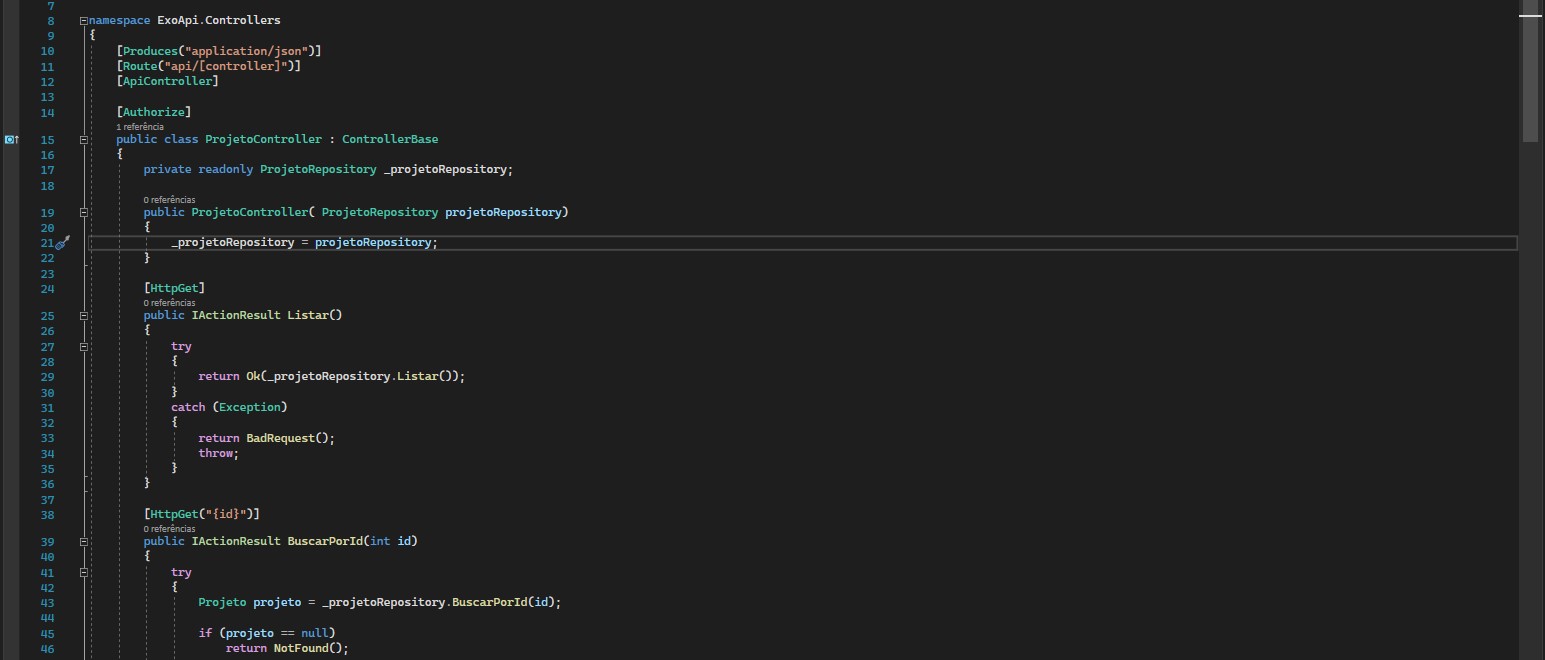 7
8 namespace ExoApi.Controllers
9 {
10 [Produces("application/json")]
11 [Route("api/[controller]")]
12 [ApiController]
13
14 [Authorize]
1 referência
15 public class ProjetoController : ControllerBase
16 {
17 private readonly ProjetoRepository _projetoRepository;
18
0 referências
19 public ProjetoController( ProjetoRepository projetoRepository)
20 {
21 _projetoRepository = projetoRepository;
22 }
23
24 [HttpGet]
0 referências
25 public IActionResult Listar()
26 {
27 try
28 {
29 return Ok(_projetoRepository.Listar());
30 }
31 catch (Exception)
32 {
33 return BadRequest();
34 throw;
35 }
36 }
37
38 [HttpGet("{id}")]
0 referências
39 public IActionResult BuscarPorId(int id)
40 {
41 try
42 {
43 Projeto projeto = _projetoRepository.BuscarPorId(id);
44
45 if (projeto == null)
46 return NotFound();